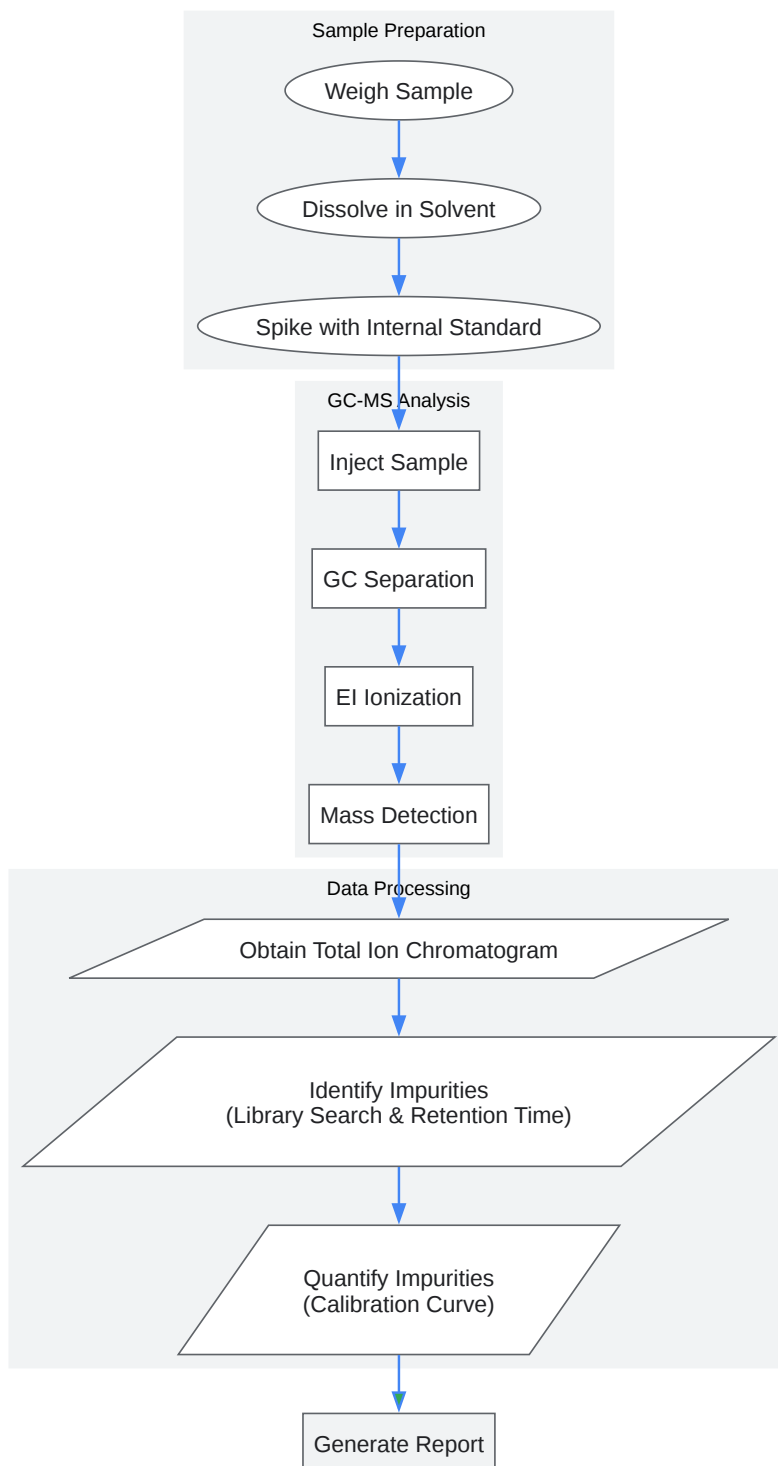 Sample Preparation
Weigh Sample
Dissolve in Solvent
Spike with Internal Standard
GC-MS Analysis
Inject Sample
GC Separation
EI Ionization
Mass Detection
Data Processing
Obtain Total Ion Chromatogram
Identify Impurities
(Library Search & Retention Time)
Quantify Impurities
(Calibration Curve)
Generate Report